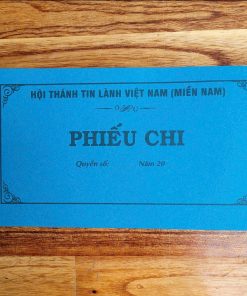 HỘI THÁNH TIN LÀNH VIỆT NAM (MIỀN NAM)
PHIẾU CHI
Quyển số: Năm 20